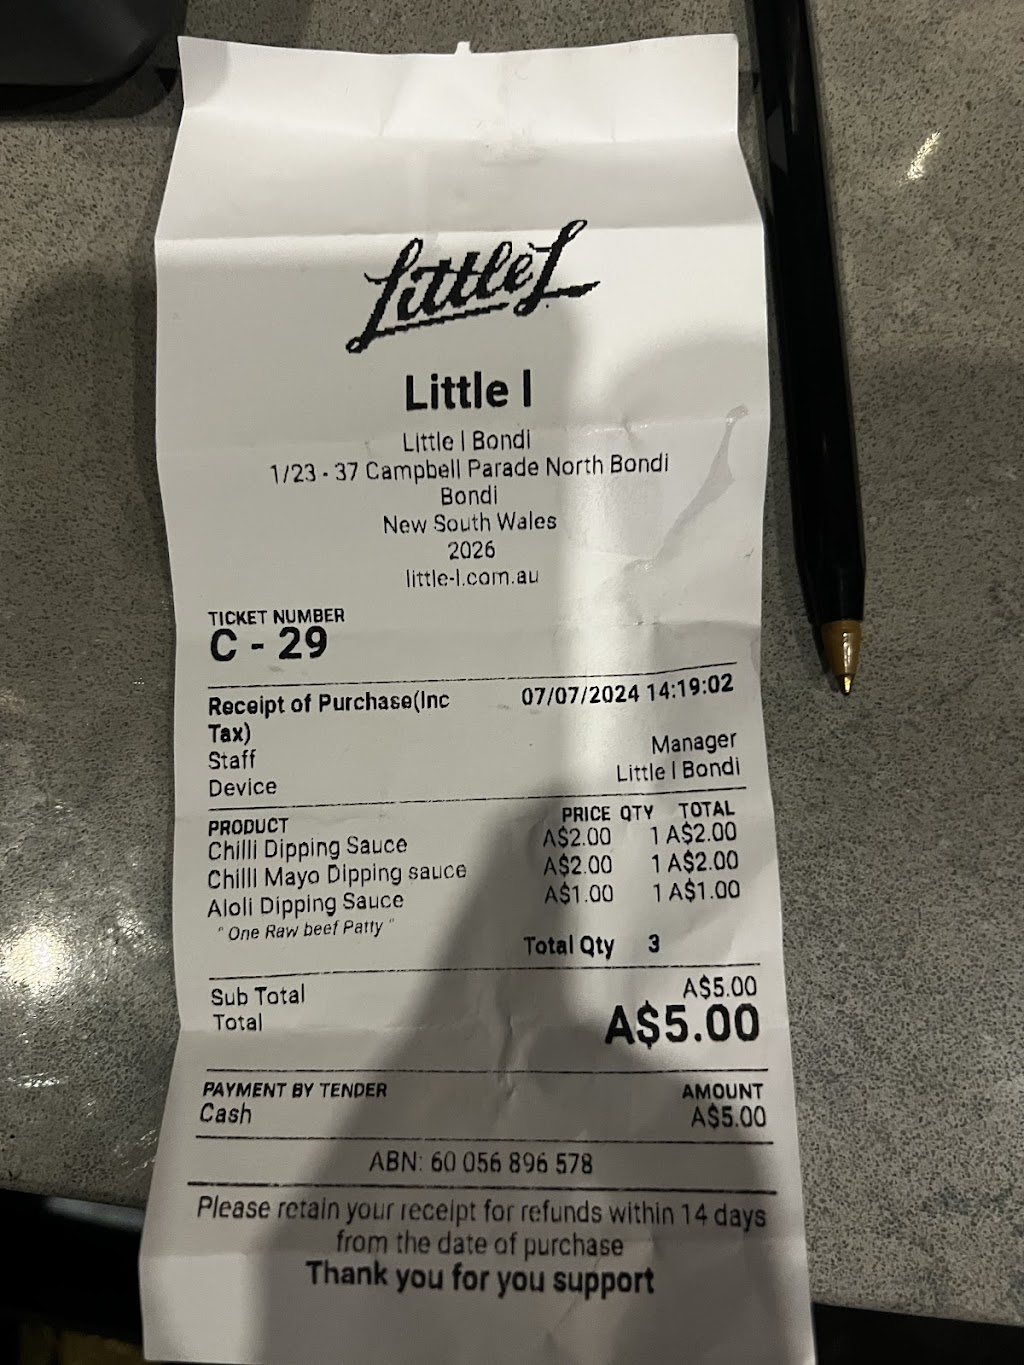 Little L
Little l
Little l Bondi
1/23 - 37 Campbell Parade North Bondi
Bondi
New South Wales
2026
little-l.com.au
TICKET NUMBER
C - 29
Receipt of Purchase(Inc Tax) 07/07/2024 14:19:02
Staff Manager
Device Little l Bondi
PRODUCT PRICE QTY TOTAL
Chilli Dipping Sauce A$2.00 1 A$2.00
Chilli Mayo Dipping sauce A$2.00 1 A$2.00
Aloli Dipping Sauce A$1.00 1 A$1.00
" One Raw beef Patty "
Total Qty 3
Sub Total A$5.00
Total A$5.00
PAYMENT BY TENDER AMOUNT
Cash A$5.00
ABN: 60 056 896 578
Please retain your receipt for refunds within 14 days
from the date of purchase
Thank you for you support